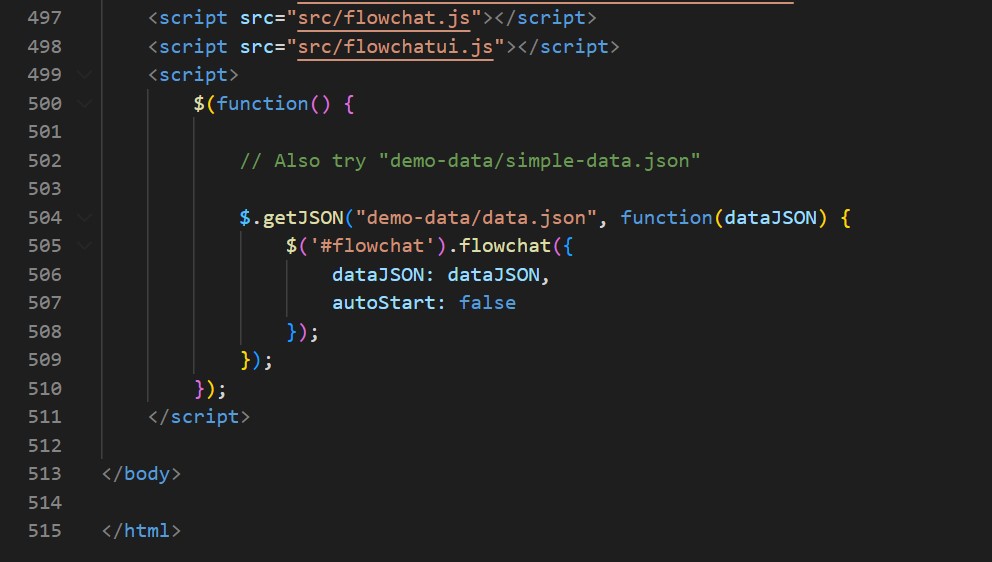 497 <script src="src/flowchat.js"></script>
498 <script src="src/flowchatui.js"></script>
499 <script>
500 $(function() {
501
502 // Also try "demo-data/simple-data.json"
503
504 $.getJSON("demo-data/data.json", function(dataJSON) {
505 $('#flowchat').flowchat({
506 dataJSON: dataJSON,
507 autoStart: false
508 });
509 });
510 });
511 </script>
512
513 </body>
514
515 </html>